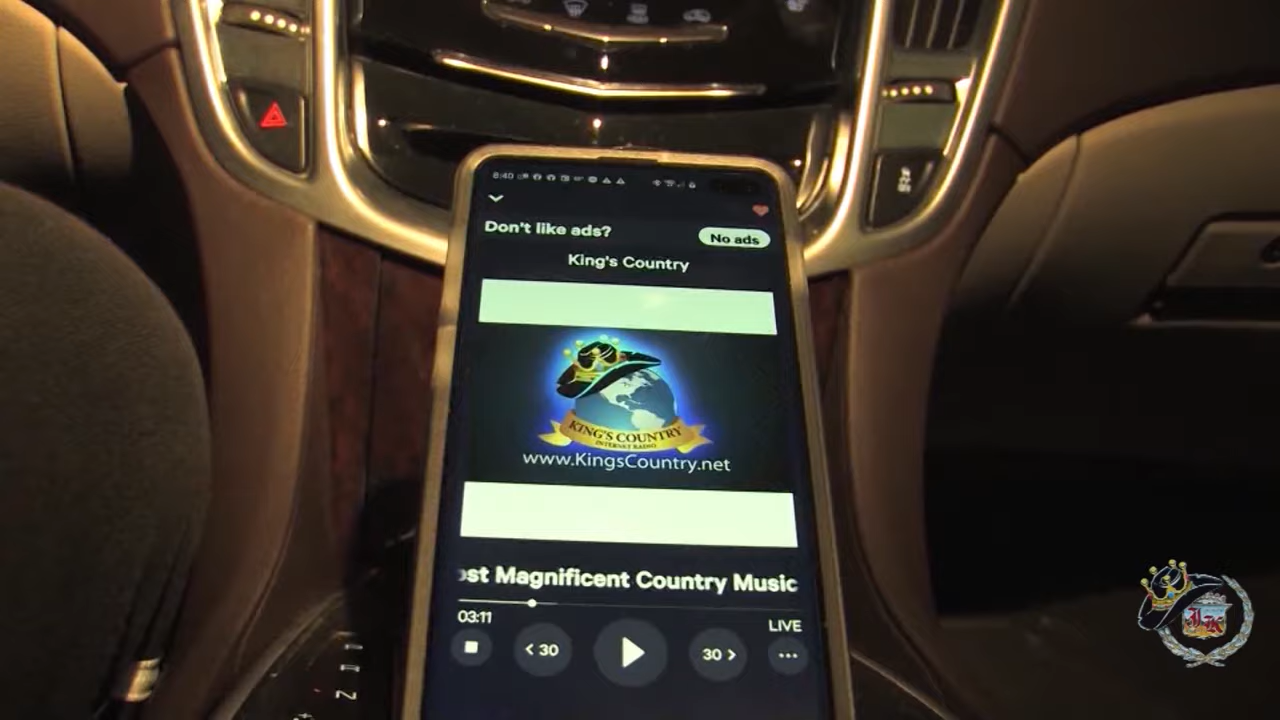 8:40
Don't like ads?
No ads
King's Country
KING'S COUNTRY
INTERNET RADIO
www.KingsCountry.net
st Magnificent Country Music
03:11
LIVE
< 30
30 >
JK
N